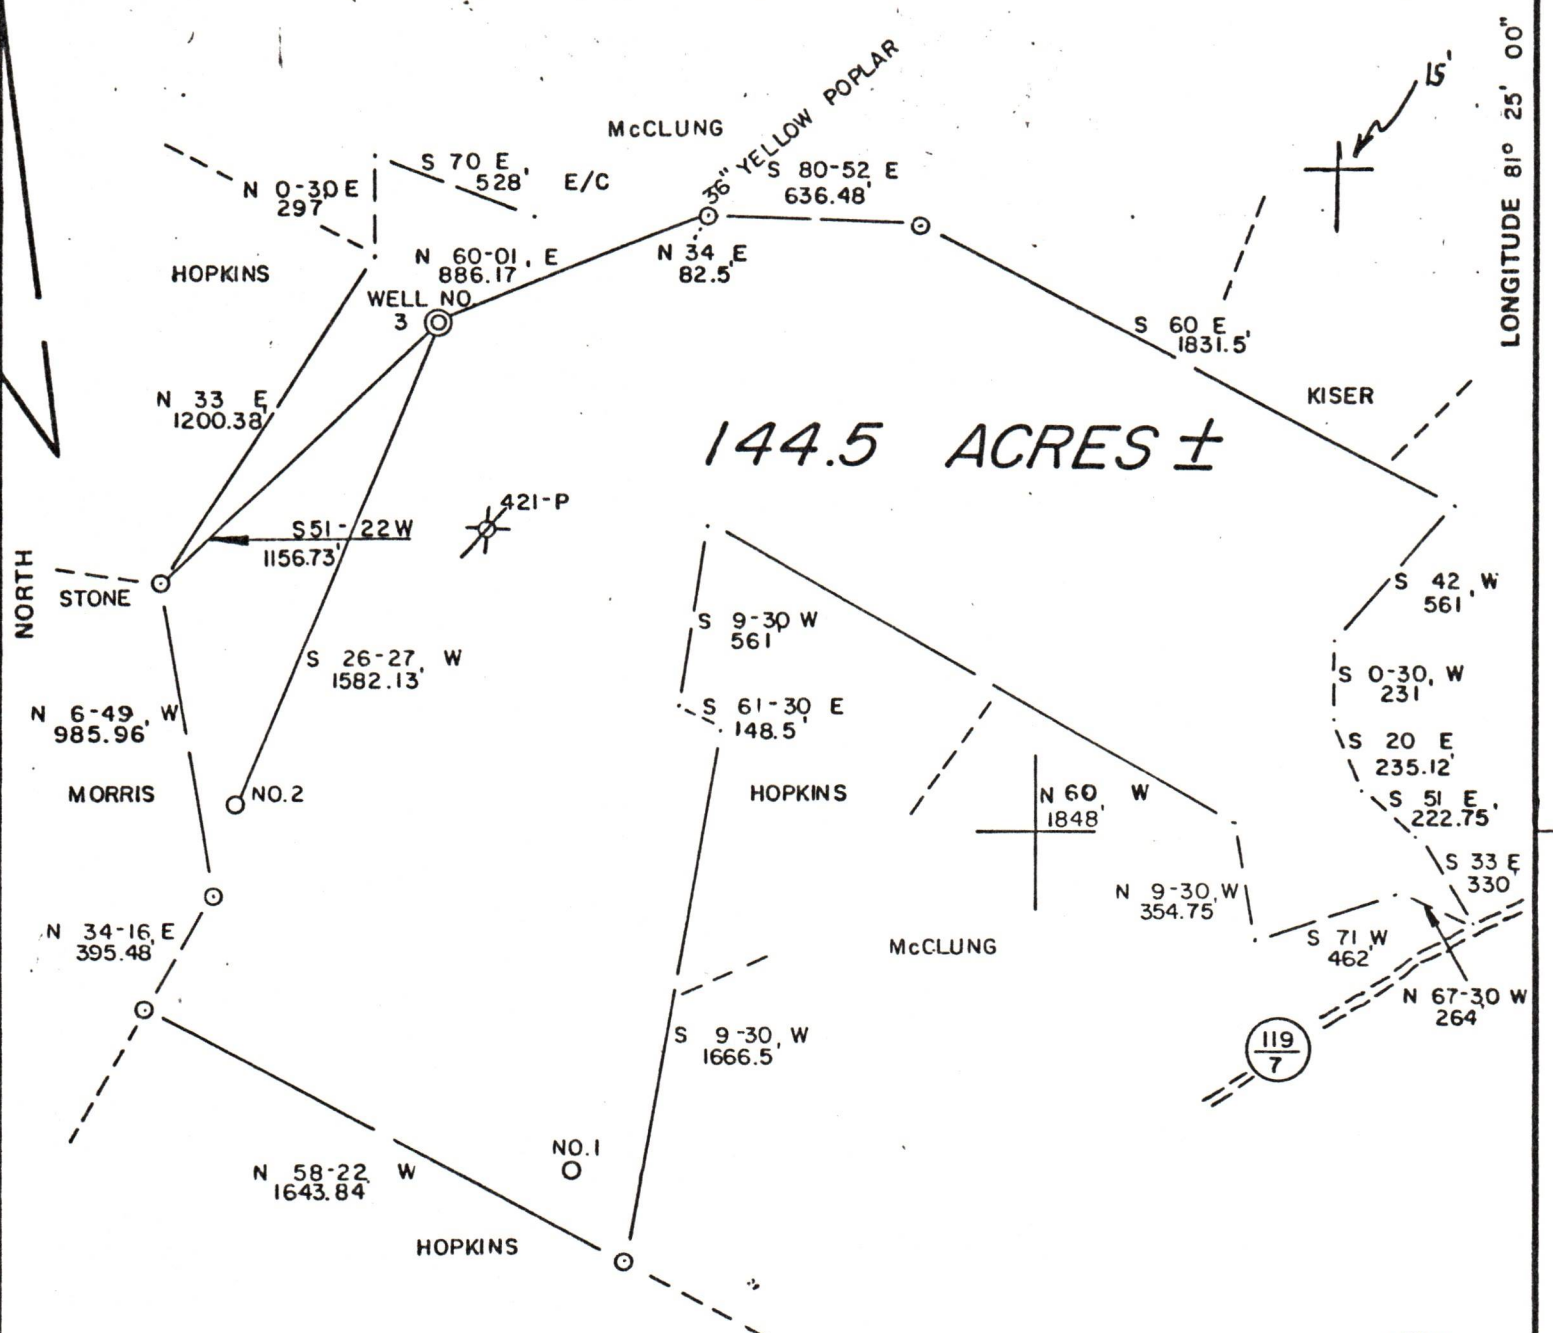 LONGITUDE 81° 25' 00"
15'
McCLUNG
36" YELLOW POPLAR
S 70 E
528'
E/C
S 80-52 E
636.48'
N 0-30 E
297'
N 60-01 E
886.17'
N 34 E
82.5'
HOPKINS
WELL NO.
3
S 60 E
1831.5'
KISER
N 33 E
1200.38'
144.5 ACRES ±
421-P
S 51-22 W
1156.73'
NORTH
STONE
S 42 W
561'
S 9-30 W
561'
S 26-27 W
1582.13'
S 0-30 W
231'
N 6-49 W
985.96'
S 61-30 E
148.5'
S 20 E
235.12'
MORRIS
NO.2
HOPKINS
N 60 W
1848'
S 51 E
222.75'
S 33 E
330'
N 9-30 W
354.75'
N 34-16 E
395.48'
McCLUNG
S 71 W
462'
N 67-30 W
264'
S 9-30 W
1666.5'
119
7
NO.1
N 58-22 W
1643.84'
HOPKINS